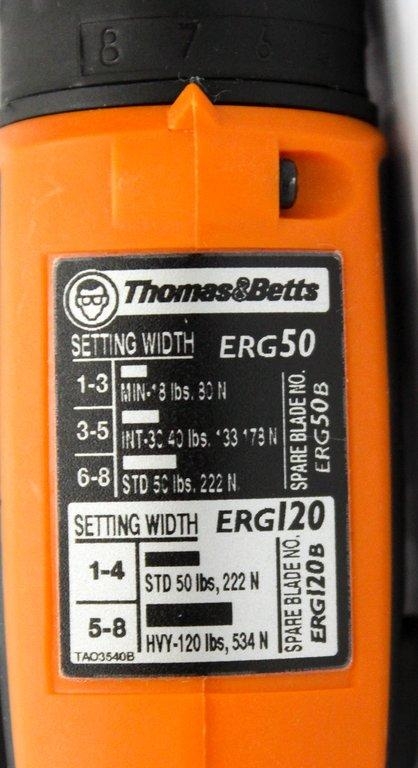 8 7 6
Thomas&Betts
SETTING WIDTH ERG50
1-3 MIN-18 lbs. 80 N
3-5 INT-30 40 lbs. 133 178 N
6-8 STD 50 lbs. 222 N
SPARE BLADE NO.
ERG50B
SETTING WIDTH ERG120
1-4 STD 50 lbs, 222 N
5-8 HVY-120 lbs, 534 N
SPARE BLADE NO.
ERG120B
TAO3540B